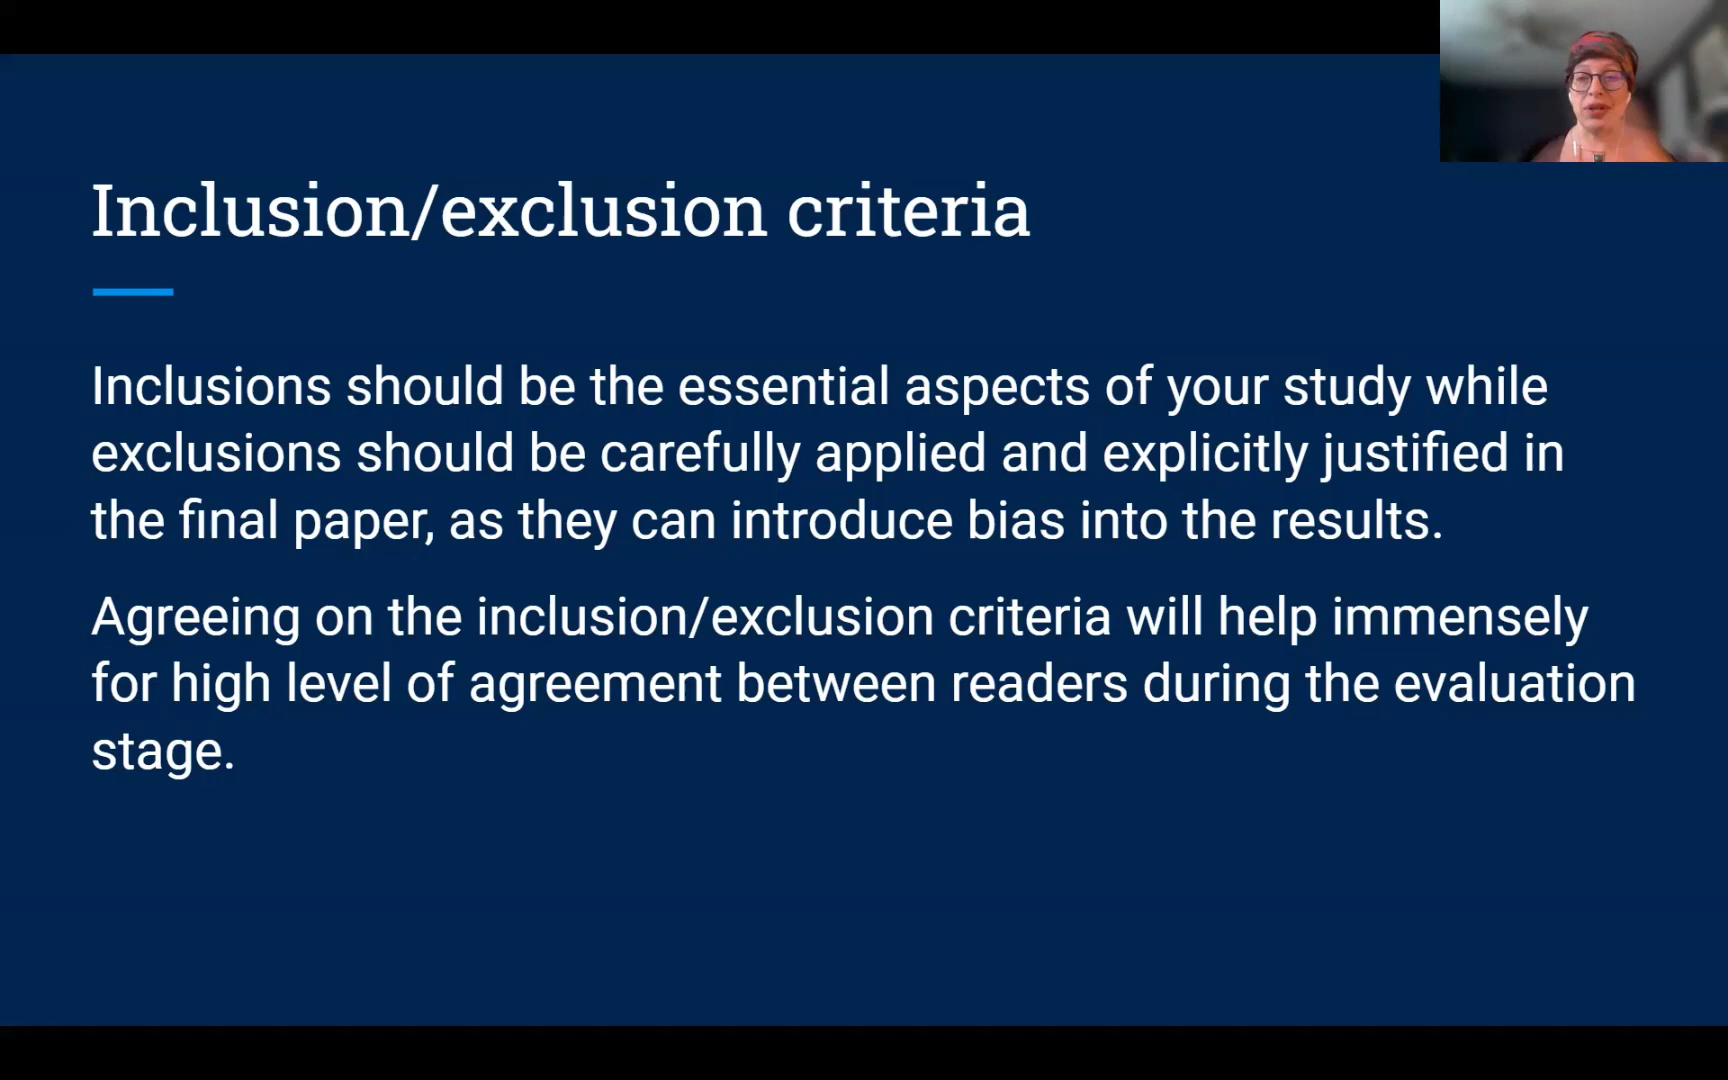 Inclusion/exclusion criteria
Inclusions should be the essential aspects of your study while
exclusions should be carefully applied and explicitly justified in
the final paper, as they can introduce bias into the results.
Agreeing on the inclusion/exclusion criteria will help immensely
for high level of agreement between readers during the evaluation
stage.